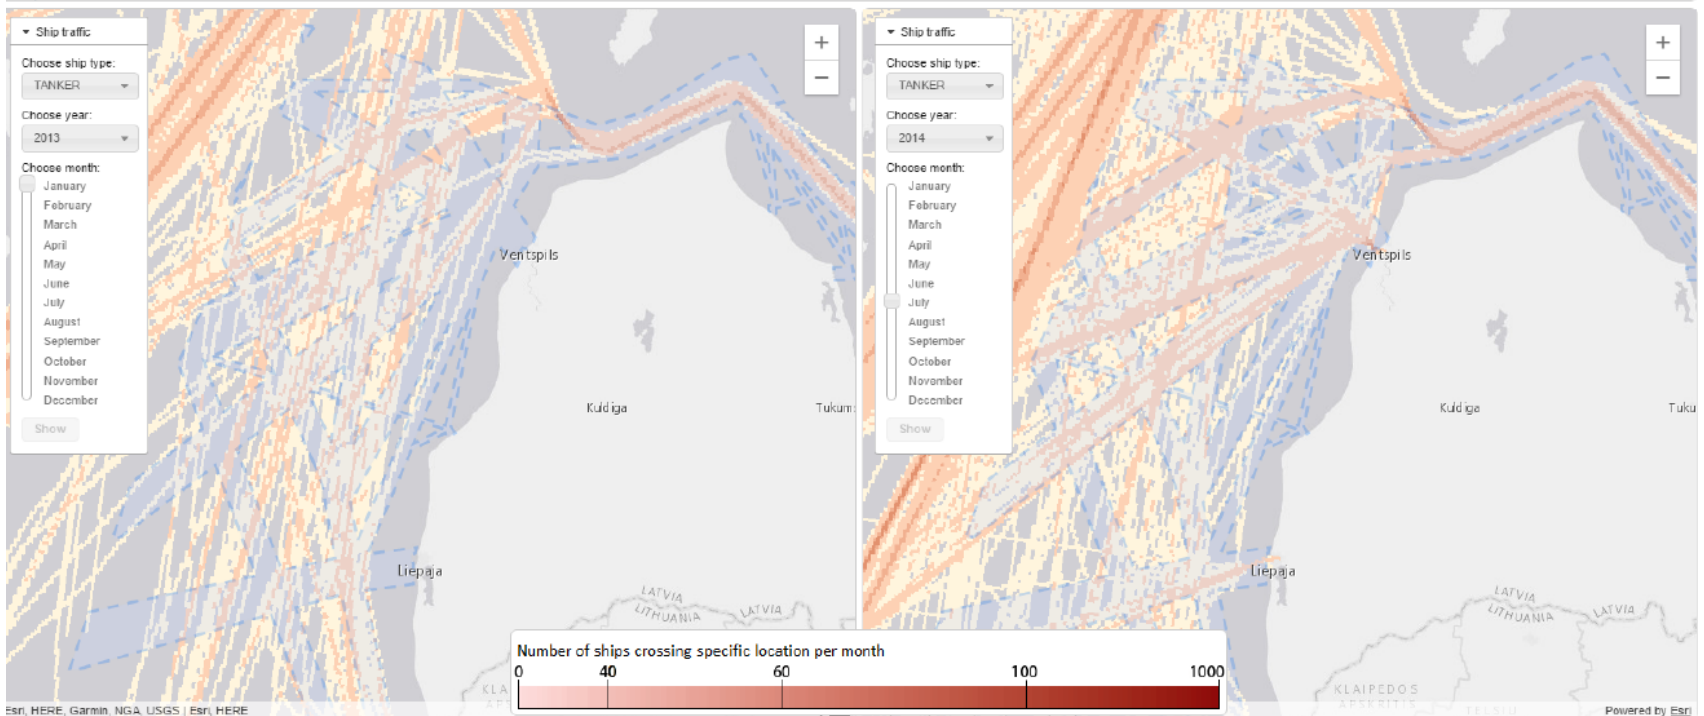 Ship traffic
Choose ship type:
TANKER
Choose year:
2013
Choose month:
January
February
March
April
May
June
July
August
September
October
November
December
Show
+
−
Ventspils
Kuldiga
Tukum
Liepaja
LATVIA
LITHUANIA
LATVIA
KLA
Esri, HERE, Garmin, NGA, USGS | Esri, HERE
Ship traffic
Choose ship type:
TANKER
Choose year:
2014
Choose month:
January
February
March
April
May
June
July
August
September
October
November
December
Show
+
−
Ventspils
Kuldiga
Tuku
Liepaja
LATVIA
LITHUANIA
LATVIA
KLAIPEDOS
APSKRITIS
Powered by Esri
Number of ships crossing specific location per month
0 40 60 100 1000